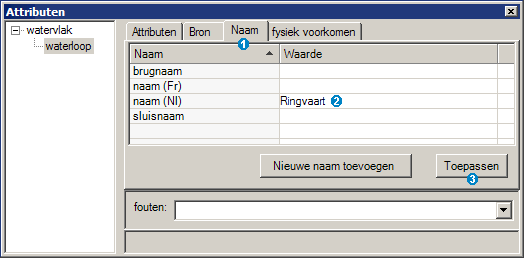 Attributen
watervlak
waterloop
Attributen Bron Naam fysiek voorkomen
1
Naam Waarde
brugnaam
naam (Fr)
naam (Nl) Ringvaart 2
sluisnaam
Nieuwe naam toevoegen Toepassen
3
fouten: